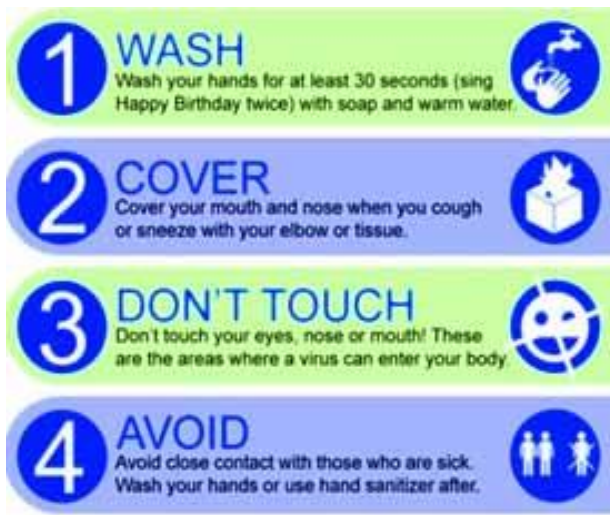 1 WASH
Wash your hands for at least 30 seconds (sing
Happy Birthday twice) with soap and warm water.
2 COVER
Cover your mouth and nose when you cough
or sneeze with your elbow or tissue.
3 DON'T TOUCH
Don't touch your eyes, nose or mouth! These
are the areas where a virus can enter your body.
4 AVOID
Avoid close contact with those who are sick.
Wash your hands or use hand sanitizer after.